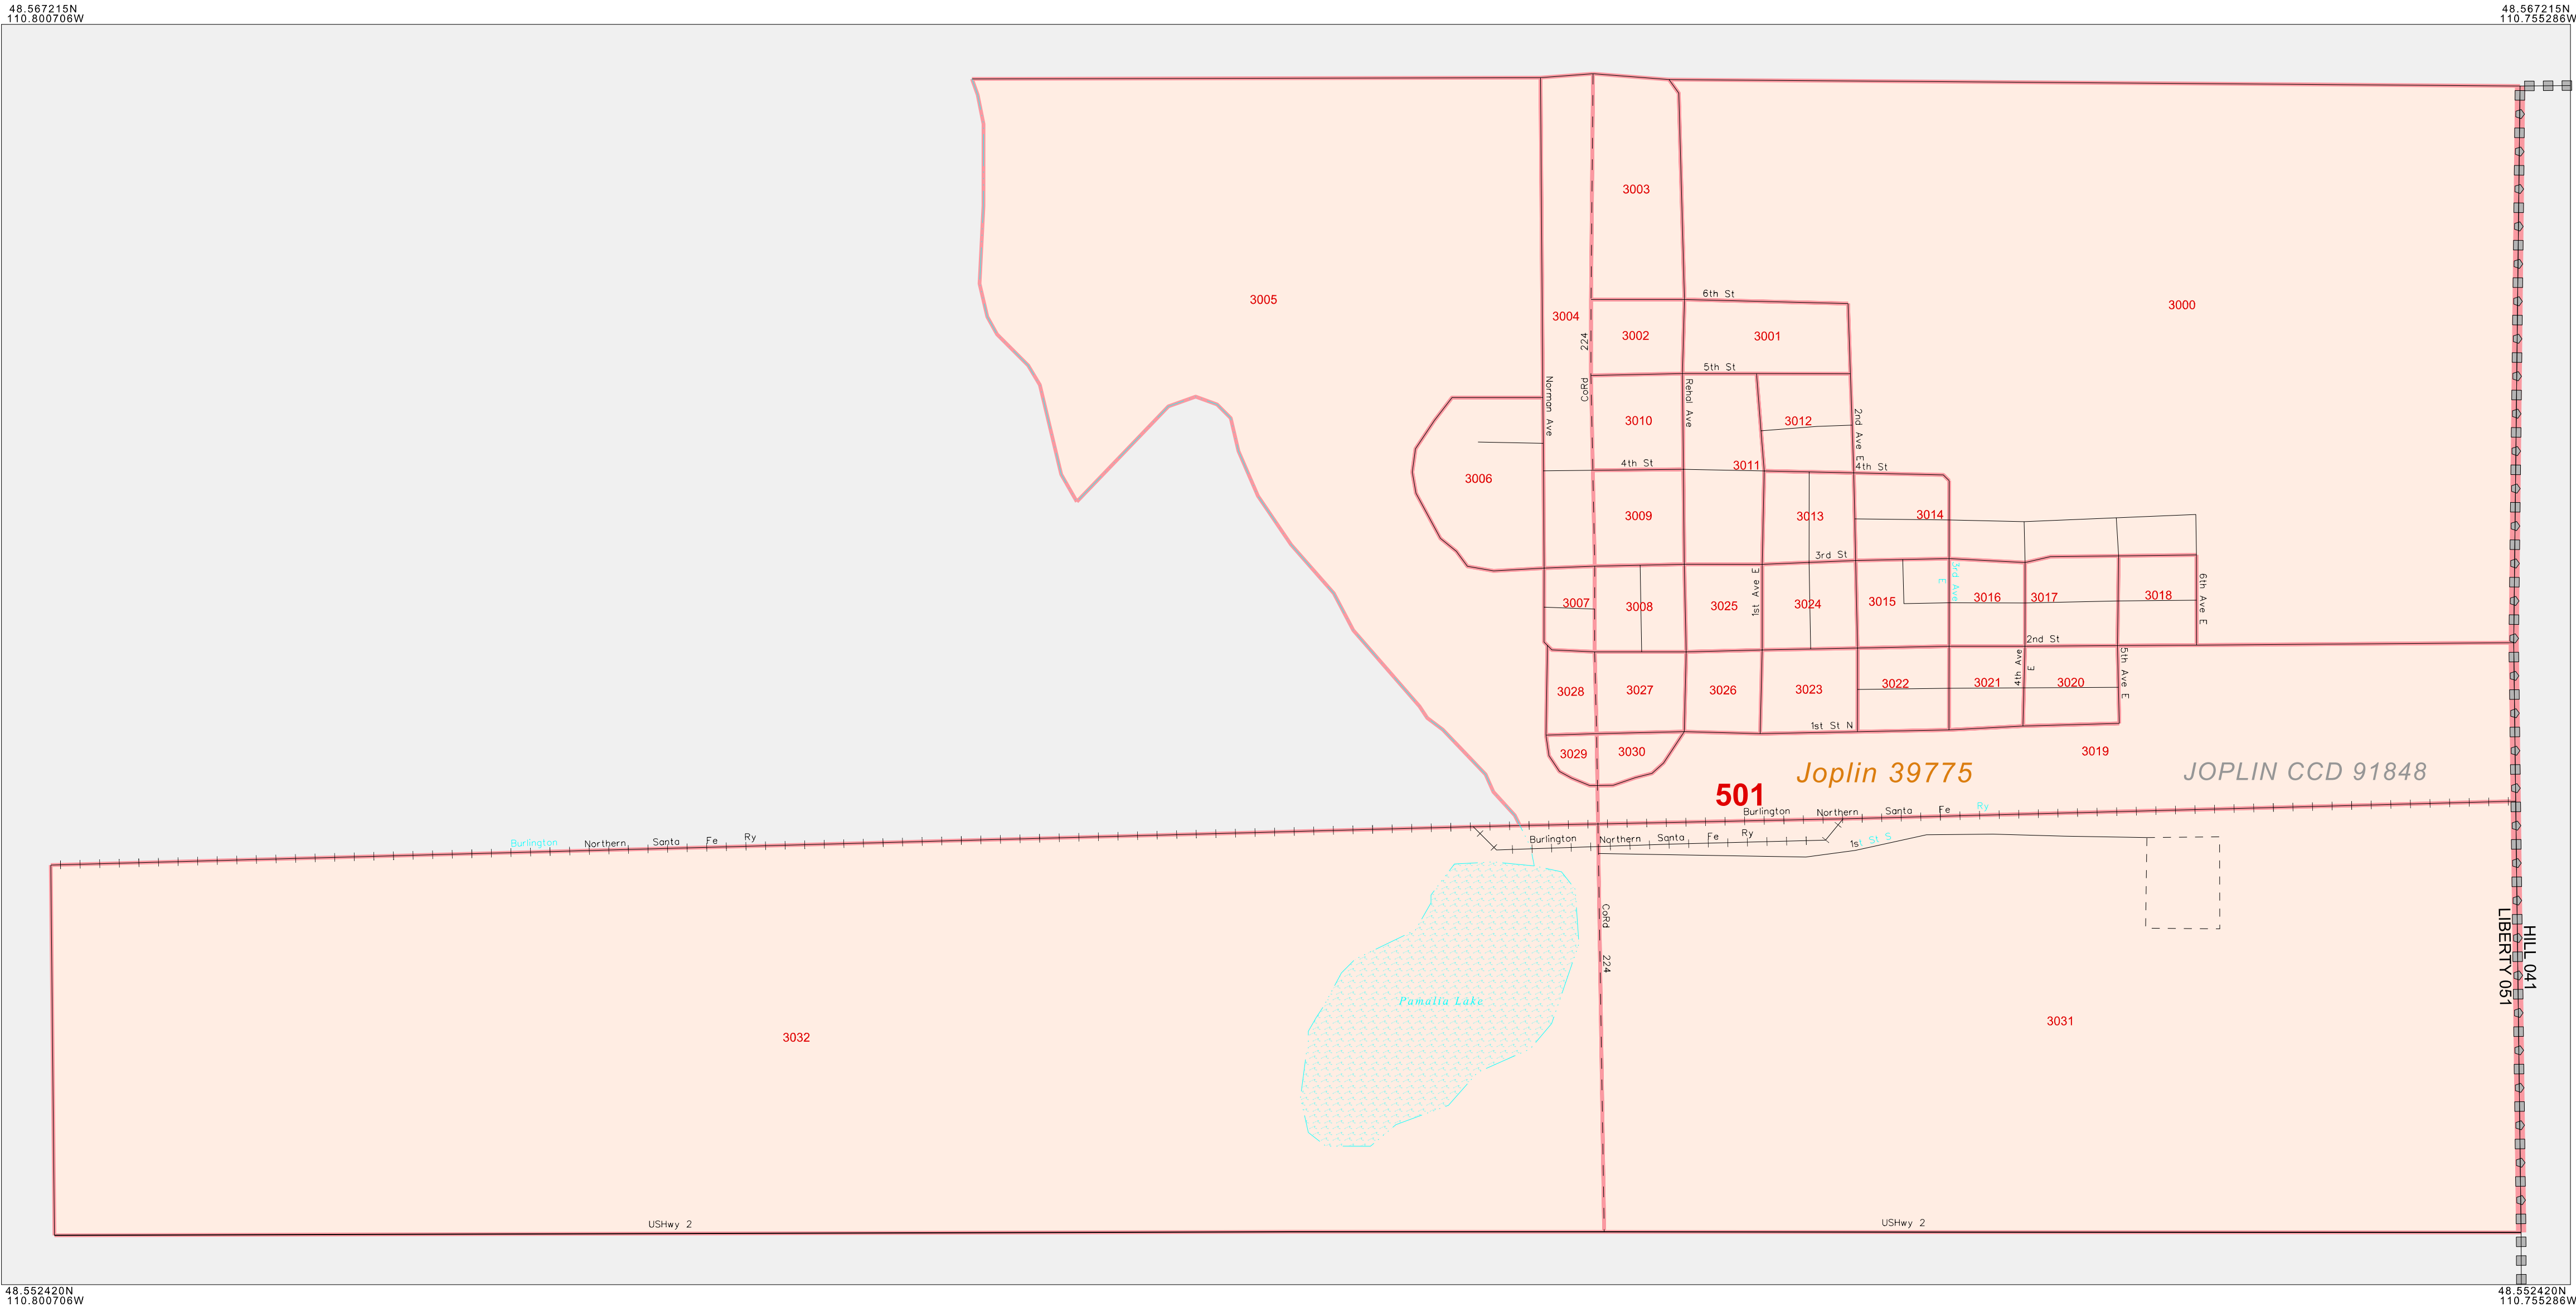 48.567215N
110.800706W
48.567215N
110.755286W
3003
3005
3000
6th St
3004
3002
3001
224
CoRd
5th St
Norman Ave
Rehal Ave
3010
3012
2nd Ave E
4th St
3011
4th St
3006
3009
3013
3014
3rd St
3rd Ave
E
1st Ave E
6th Ave E
3007
3008
3025
3024
3015
3016
3017
3018
2nd St
4th Ave
E
5th Ave E
3028
3027
3026
3023
3022
3021
3020
1st St N
3029
3030
3019
Joplin 39775
JOPLIN CCD 91848
501
Burlington Northern Santa Fe Ry
Burlington Northern Santa Fe Ry
Burlington Northern Santa Fe Ry
1st St S
CoRd
224
HILL 041
LIBERTY 051
Pamalia Lake
3031
3032
USHwy 2
USHwy 2
48.552420N
110.800706W
48.552420N
110.755286W